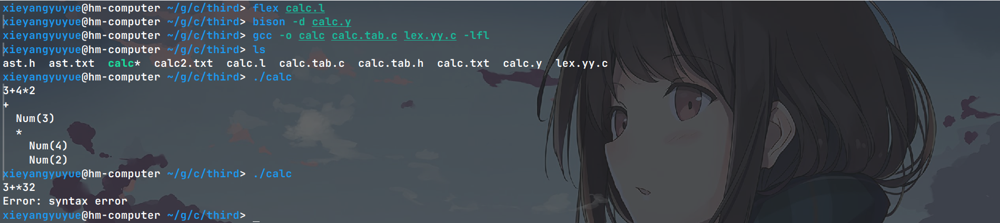 xieyangyuyue@hm-computer ~/g/c/third> flex calc.l
xieyangyuyue@hm-computer ~/g/c/third> bison -d calc.y
xieyangyuyue@hm-computer ~/g/c/third> gcc -o calc calc.tab.c lex.yy.c -lfl
xieyangyuyue@hm-computer ~/g/c/third> ls
ast.h  ast.txt  calc*  calc2.txt  calc.l  calc.tab.c  calc.tab.h  calc.txt  calc.y  lex.yy.c
xieyangyuyue@hm-computer ~/g/c/third> ./calc
3+4*2
+
  Num(3)
  *
    Num(4)
    Num(2)
xieyangyuyue@hm-computer ~/g/c/third> ./calc
3+*32
Error: syntax error
xieyangyuyue@hm-computer ~/g/c/third> _